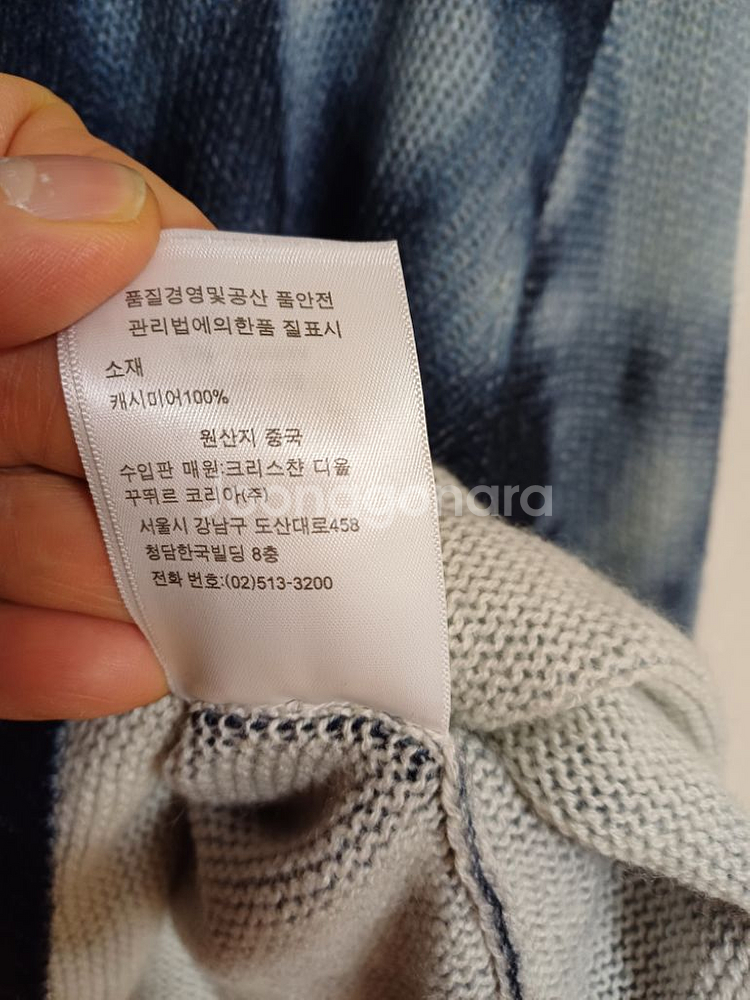 품질경영및공산 품안전
관리법에의한품 질표시
소재
캐시미어100%
원산지 중국
수입판 매원:크리스챤 디올
꾸뛰르 코리아(주)
서울시 강남구 도산대로458
청담한국빌딩 8층
전화 번호:(02)513-3200
Joonggonara